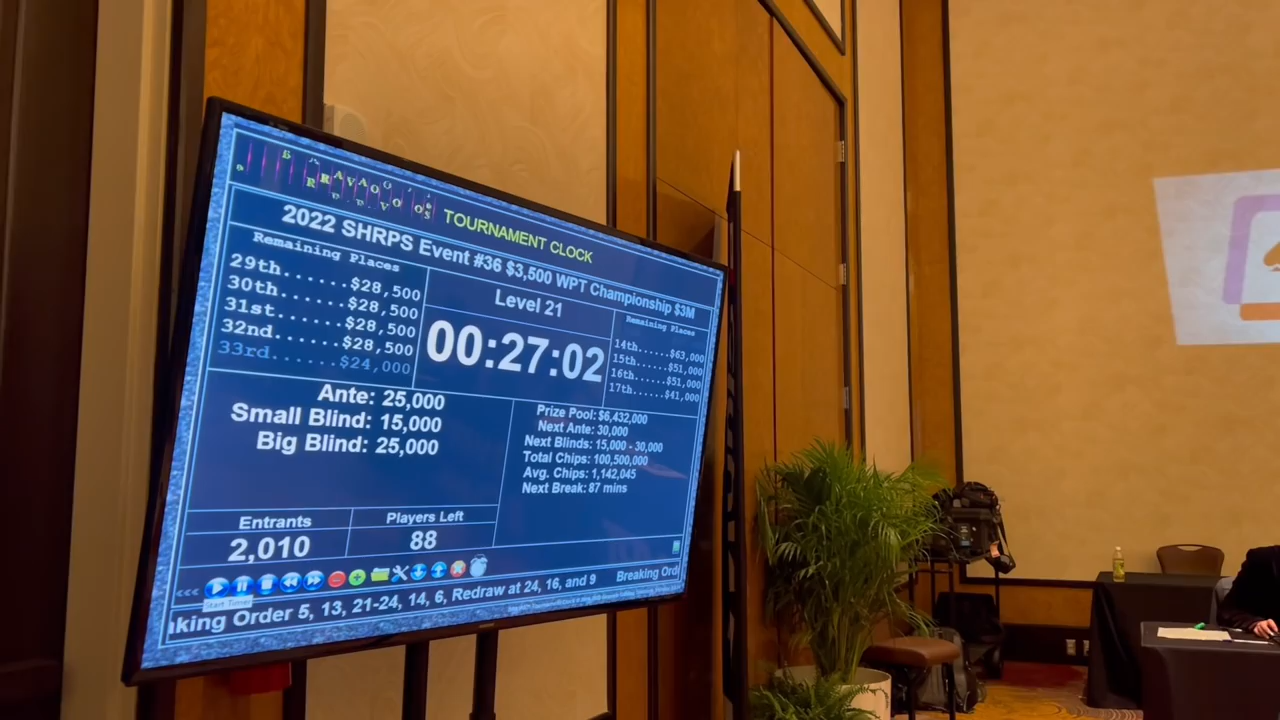 TOURNAMENT CLOCK
2022 SHRPS Event #36 $3,500 WPT Championship $3M
Remaining Places
29th......$28,500
30th......$28,500
31st......$28,500
32nd......$28,500
33rd......$24,000
Level 21
00:27:02
Remaining Places
14th......$63,000
15th......$51,000
16th......$51,000
17th......$41,000
Ante: 25,000
Small Blind: 15,000
Big Blind: 25,000
Prize Pool: $6,432,000
Next Ante: 30,000
Next Blinds: 15,000 - 30,000
Total Chips: 100,500,000
Avg. Chips: 1,142,045
Next Break: 87 mins
Entrants
2,010
Players Left
88
<<<
Start Timer
aking Order 5, 13, 21-24, 14, 6, Redraw at 24, 16, and 9 Breaking Ord